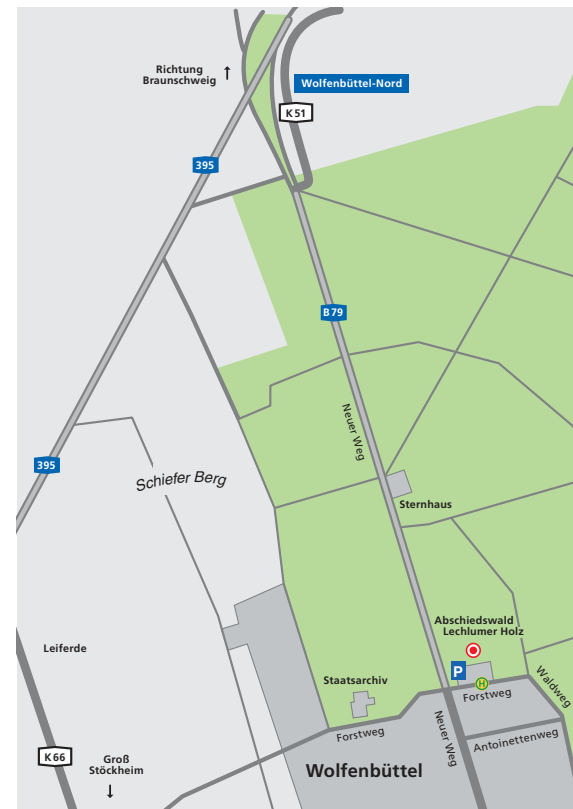 Richtung
Braunschweig
Wolfenbüttel-Nord
K 51
395
B 79
Neuer Weg
395
Schiefer Berg
Sternhaus
Abschiedswald
Lechlumer Holz
Leiferde
P
Staatsarchiv
H
Waldweg
Forstweg
Forstweg
Neuer Weg
Antoinettenweg
K 66
Groß
Stöckheim
Wolfenbüttel